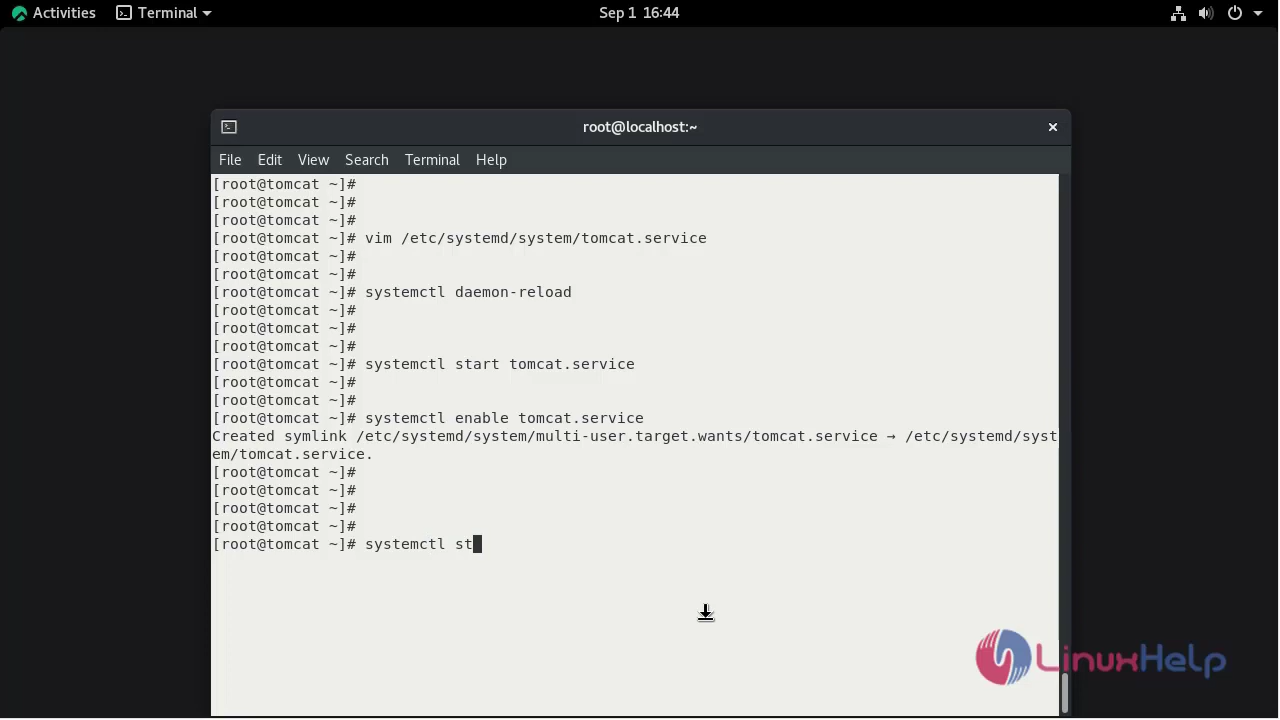 Activities Terminal Sep 1 16:44
root@localhost:~
File Edit View Search Terminal Help
[root@tomcat ~]#
[root@tomcat ~]#
[root@tomcat ~]#
[root@tomcat ~]# vim /etc/systemd/system/tomcat.service
[root@tomcat ~]#
[root@tomcat ~]#
[root@tomcat ~]# systemctl daemon-reload
[root@tomcat ~]#
[root@tomcat ~]#
[root@tomcat ~]#
[root@tomcat ~]# systemctl start tomcat.service
[root@tomcat ~]#
[root@tomcat ~]#
[root@tomcat ~]# systemctl enable tomcat.service
Created symlink /etc/systemd/system/multi-user.target.wants/tomcat.service → /etc/systemd/syst
em/tomcat.service.
[root@tomcat ~]#
[root@tomcat ~]#
[root@tomcat ~]#
[root@tomcat ~]#
[root@tomcat ~]# systemctl st
LinuxHelp